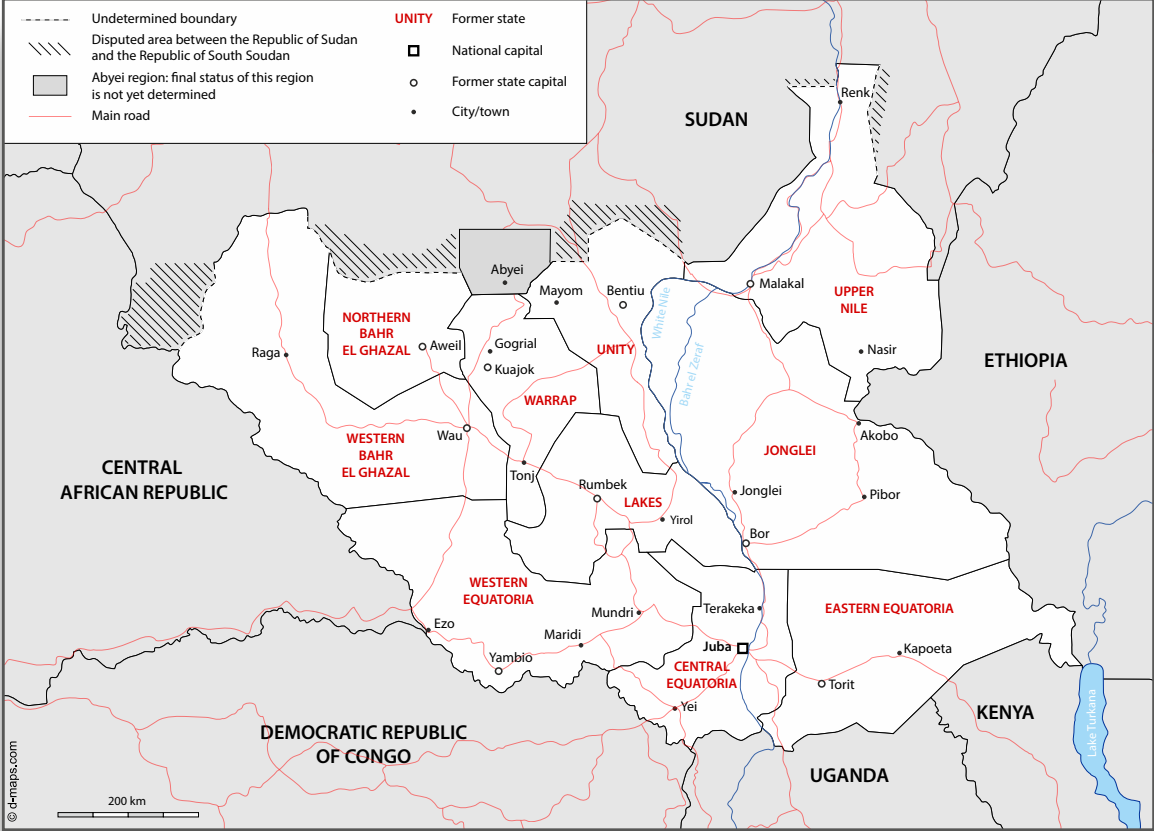 Undetermined boundary
Disputed area between the Republic of Sudan
and the Republic of South Soudan
Abyei region: final status of this region
is not yet determined
Main road
UNITY Former state
National capital
Former state capital
City/town
SUDAN
Renk
Abyei
Mayom
Bentiu
White Nile
Bahr el Zeraf
Malakal
UPPER
NILE
Nasir
ETHIOPIA
NORTHERN
BAHR
EL GHAZAL
Aweil
Gogrial
Kuajok
UNITY
Raga
WARRAP
WESTERN
BAHR
EL GHAZAL
Wau
Tonj
JONGLEI
Akobo
CENTRAL
AFRICAN REPUBLIC
Rumbek
LAKES
Yirol
Jonglei
Pibor
Bor
WESTERN
EQUATORIA
Mundri
Terakeka
EASTERN EQUATORIA
Ezo
Maridi
Yambio
Juba
Kapoeta
CENTRAL
EQUATORIA
Torit
Yei
KENYA
Lake Turkana
DEMOCRATIC REPUBLIC
OF CONGO
UGANDA
200 km
© d-maps.com